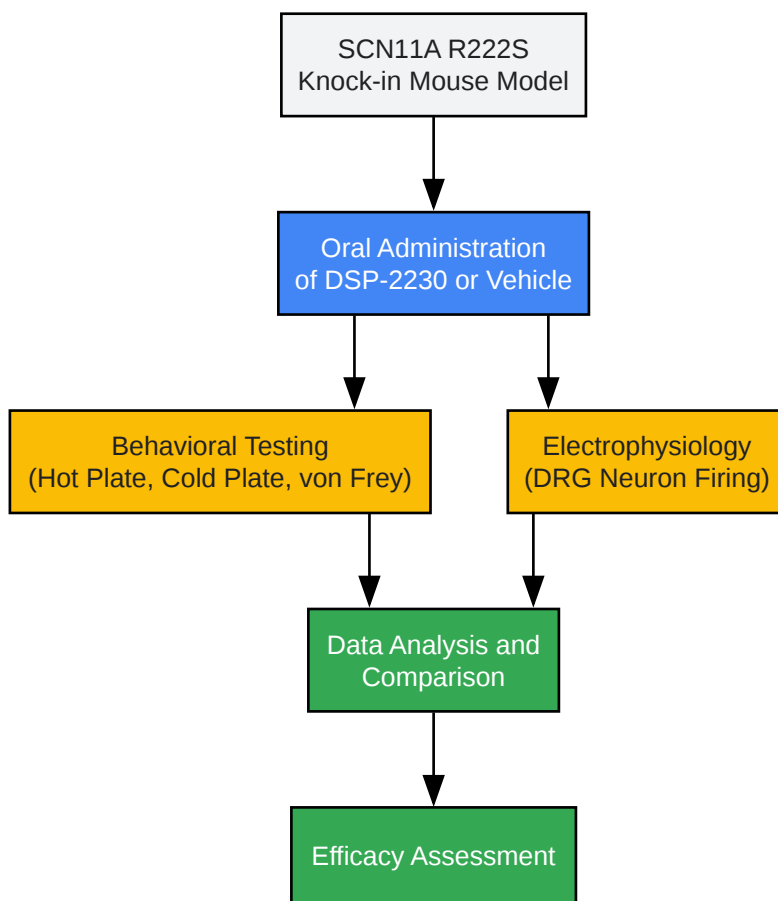 SCN11A R222S
Knock-in Mouse Model
Oral Administration
of DSP-2230 or Vehicle
Behavioral Testing
(Hot Plate, Cold Plate, von Frey)
Electrophysiology
(DRG Neuron Firing)
Data Analysis and
Comparison
Efficacy Assessment